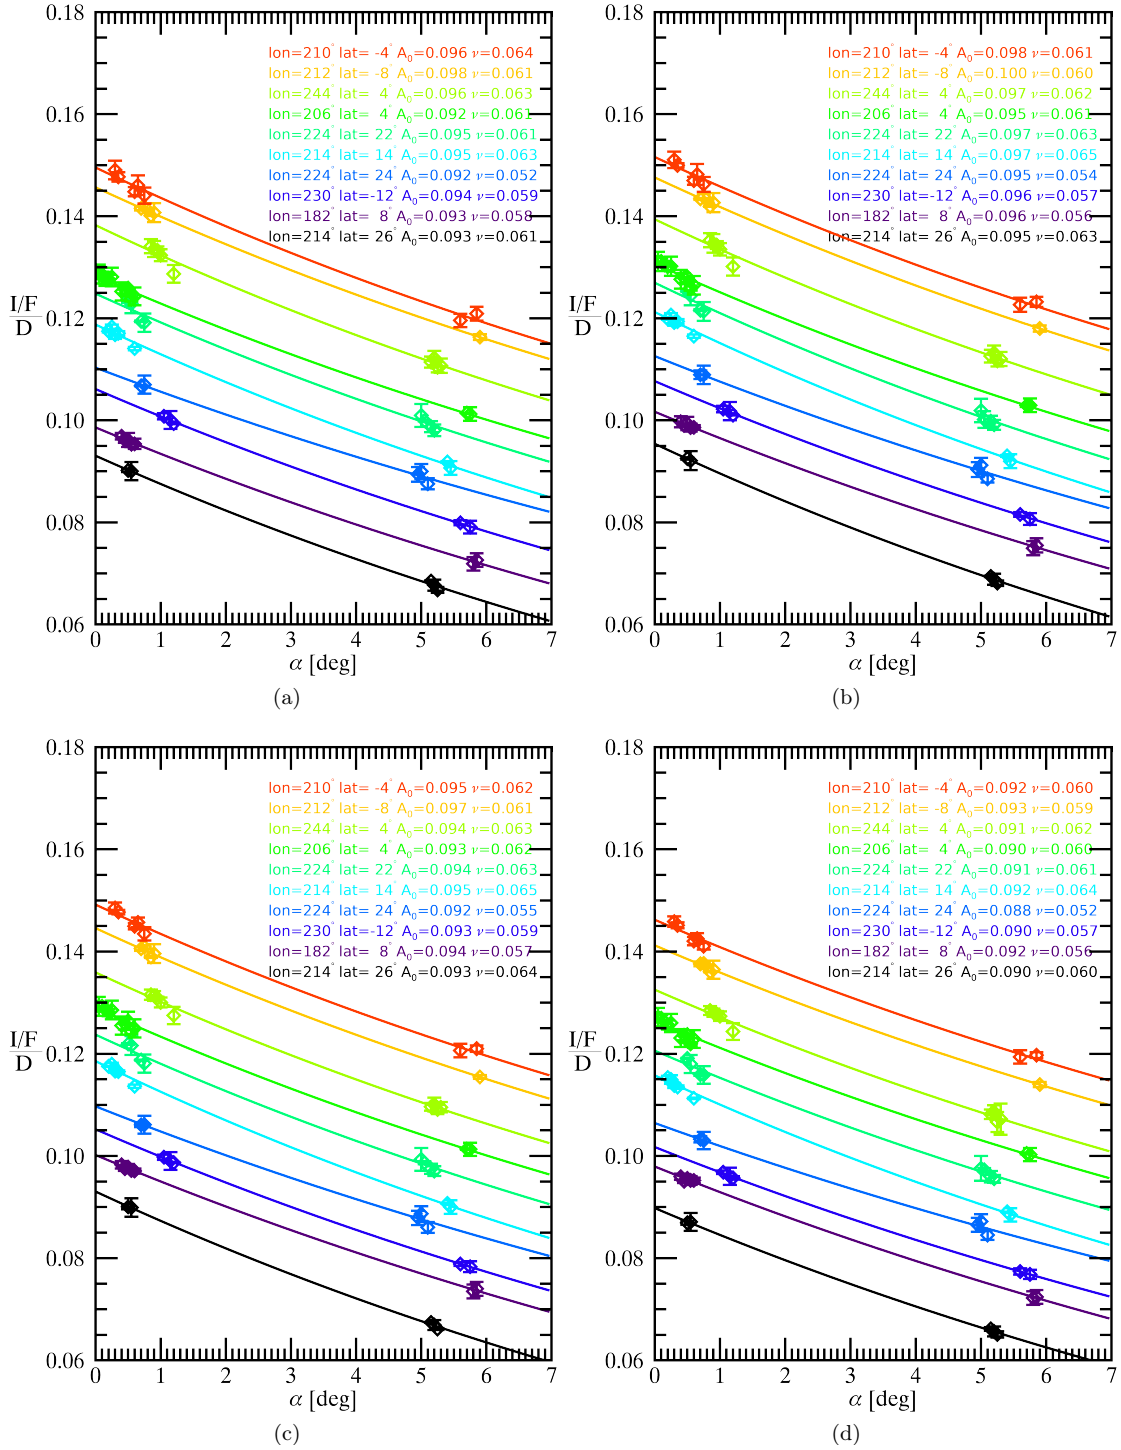 0.18
lon=210° lat= -4° A₀=0.096 ν=0.064
lon=212° lat= -8° A₀=0.098 ν=0.061
lon=244° lat= 4° A₀=0.096 ν=0.063
lon=206° lat= 4° A₀=0.092 ν=0.061
lon=224° lat= 22° A₀=0.095 ν=0.061
lon=214° lat= 14° A₀=0.095 ν=0.063
lon=224° lat= 24° A₀=0.092 ν=0.052
lon=230° lat=-12° A₀=0.094 ν=0.059
lon=182° lat= 8° A₀=0.093 ν=0.058
lon=214° lat= 26° A₀=0.093 ν=0.061
0.16
0.14
I/F
D
0.12
0.10
0.08
0.06
0 1 2 3 4 5 6 7
α [deg]
(a)
0.18
lon=210° lat= -4° A₀=0.098 ν=0.061
lon=212° lat= -8° A₀=0.100 ν=0.060
lon=244° lat= 4° A₀=0.097 ν=0.062
lon=206° lat= 4° A₀=0.095 ν=0.061
lon=224° lat= 22° A₀=0.097 ν=0.063
lon=214° lat= 14° A₀=0.097 ν=0.065
lon=224° lat= 24° A₀=0.095 ν=0.054
lon=230° lat=-12° A₀=0.096 ν=0.057
lon=182° lat= 8° A₀=0.096 ν=0.056
lon=214° lat= 26° A₀=0.095 ν=0.063
0.16
0.14
I/F
D
0.12
0.10
0.08
0.06
0 1 2 3 4 5 6 7
α [deg]
(b)
0.18
lon=210° lat= -4° A₀=0.095 ν=0.062
lon=212° lat= -8° A₀=0.097 ν=0.061
lon=244° lat= 4° A₀=0.094 ν=0.063
lon=206° lat= 4° A₀=0.093 ν=0.062
lon=224° lat= 22° A₀=0.094 ν=0.063
lon=214° lat= 14° A₀=0.095 ν=0.065
lon=224° lat= 24° A₀=0.092 ν=0.055
lon=230° lat=-12° A₀=0.093 ν=0.059
lon=182° lat= 8° A₀=0.094 ν=0.057
lon=214° lat= 26° A₀=0.093 ν=0.064
0.16
0.14
I/F
D
0.12
0.10
0.08
0.06
0 1 2 3 4 5 6 7
α [deg]
(c)
0.18
lon=210° lat= -4° A₀=0.092 ν=0.060
lon=212° lat= -8° A₀=0.093 ν=0.059
lon=244° lat= 4° A₀=0.091 ν=0.062
lon=206° lat= 4° A₀=0.090 ν=0.060
lon=224° lat= 22° A₀=0.091 ν=0.061
lon=214° lat= 14° A₀=0.092 ν=0.064
lon=224° lat= 24° A₀=0.088 ν=0.052
lon=230° lat=-12° A₀=0.090 ν=0.057
lon=182° lat= 8° A₀=0.092 ν=0.056
lon=214° lat= 26° A₀=0.090 ν=0.060
0.16
0.14
I/F
D
0.12
0.10
0.08
0.06
0 1 2 3 4 5 6 7
α [deg]
(d)